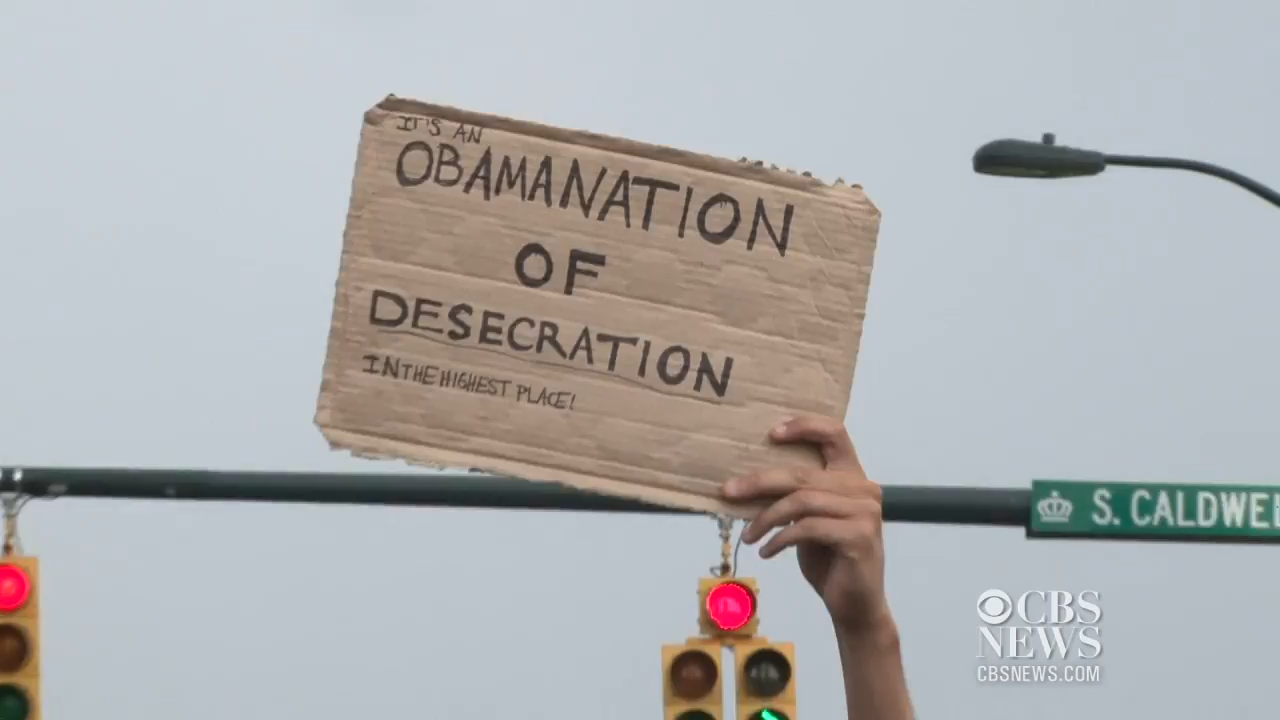 IT'S AN
OBAMANATION
OF
DESECRATION
IN THE HIGHEST PLACE!
S. CALDWE
CBS
NEWS
CBSNEWS.COM